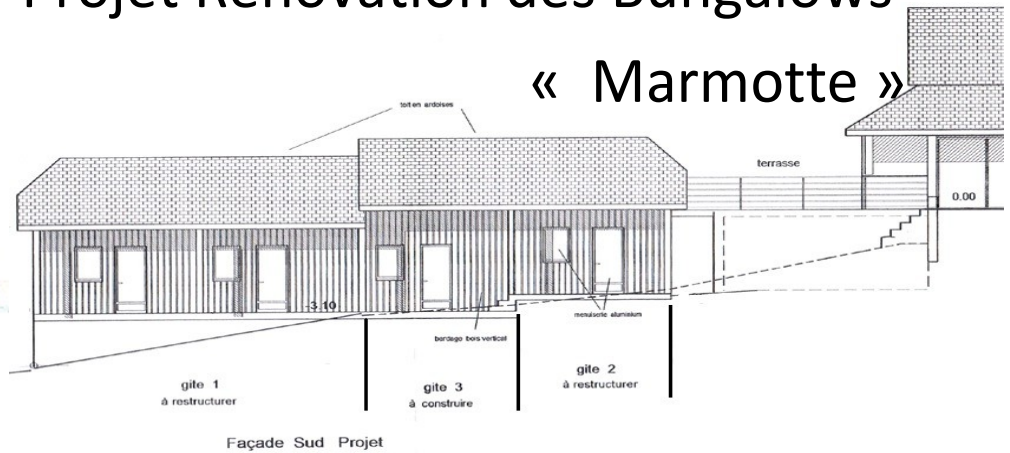 Projet Rénovation des Bungalows
« Marmotte »
toit en ardoises
terrasse
0.00
-3.10
menuiserie aluminium
bardage bois vertical
gite 1
à restructurer
gite 3
à construire
gite 2
à restructurer
Façade Sud Projet